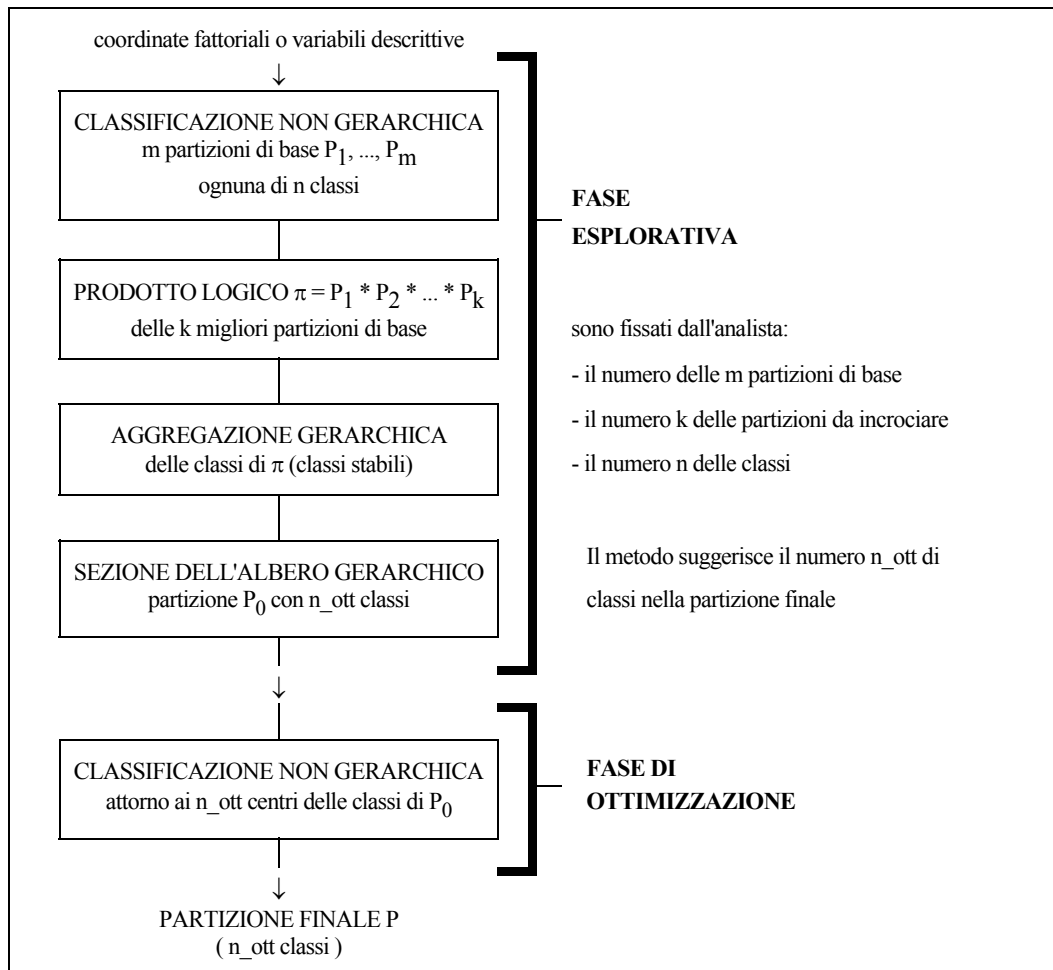 coordinate fattoriali o variabili descrittive
↓
CLASSIFICAZIONE NON GERARCHICA
m partizioni di base P1, ..., Pm
ognuna di n classi
PRODOTTO LOGICO π = P1 * P2 * ... * Pk
delle k migliori partizioni di base
AGGREGAZIONE GERARCHICA
delle classi di π (classi stabili)
SEZIONE DELL'ALBERO GERARCHICO
partizione P0 con n_ott classi
↓
CLASSIFICAZIONE NON GERARCHICA
attorno ai n_ott centri delle classi di P0
↓
PARTIZIONE FINALE P
( n_ott classi )
FASE
ESPLORATIVA
sono fissati dall'analista:
- il numero delle m partizioni di base
- il numero k delle partizioni da incrociare
- il numero n delle classi
Il metodo suggerisce il numero n_ott di
classi nella partizione finale
FASE DI
OTTIMIZZAZIONE